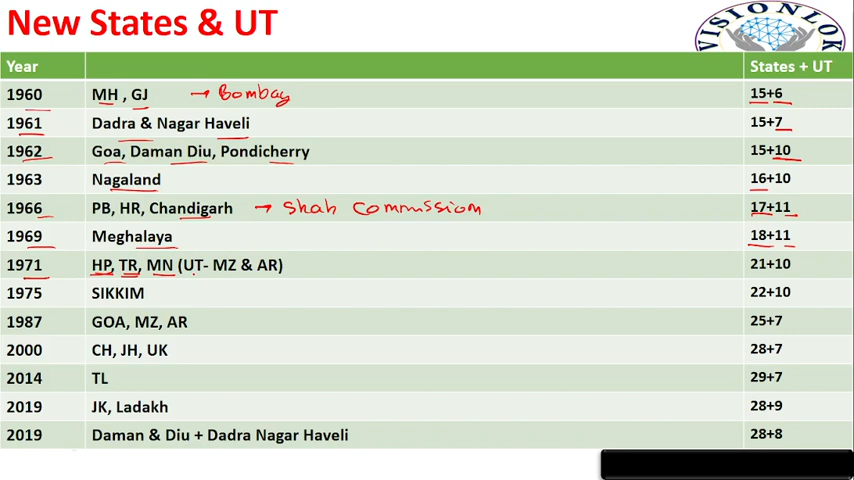 New States & UT
VISIONLOK
Year States + UT
1960 MH , GJ → Bombay 15+6
1961 Dadra & Nagar Haveli 15+7
1962 Goa, Daman Diu, Pondicherry 15+10
1963 Nagaland 16+10
1966 PB, HR, Chandigarh → Shah Commission 17+11
1969 Meghalaya 18+11
1971 HP, TR, MN (UT- MZ & AR) 21+10
1975 SIKKIM 22+10
1987 GOA, MZ, AR 25+7
2000 CH, JH, UK 28+7
2014 TL 29+7
2019 JK, Ladakh 28+9
2019 Daman & Diu + Dadra Nagar Haveli 28+8